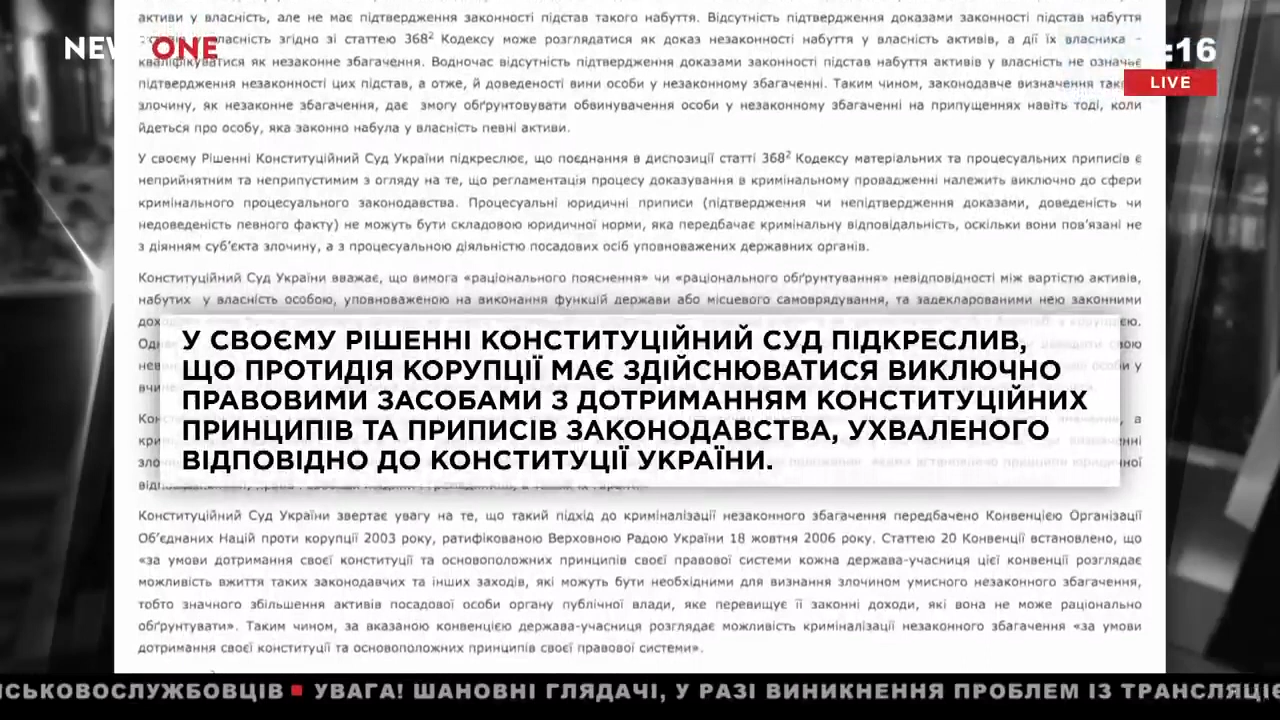 активи у власність, але не має підтвердження законності підстав такого набуття. Відсутність підтвердження доказами законності підстав набуття
NEWSONE
власність згідно зі статтею 368² Кодексу може розглядатися як доказ незаконності набуття у власність активів, а дії їх власника –
:16
кваліфікуватися як незаконне збагачення. Водночас відсутність підтвердження доказами законності підстав набуття активів у власність не означає
LIVE
підтвердження незаконності цих підстав, а отже, й доведеності вини особи у незаконному збагаченні. Таким чином, законодавче визначення
злочину, як незаконне збагачення, дає змогу обґрунтовувати обвинувачення особи у незаконному збагаченні на припущеннях навіть тоді, коли
йдеться про особу, яка законно набула у власність певні активи.
У своєму Рішенні Конституційний Суд України підкреслює, що поєднання в диспозиції статті 368² Кодексу матеріальних та процесуальних приписів є
неприйнятним та неприпустимим з огляду на те, що регламентація процесу доказування в кримінальному провадженні належить виключно до сфери
кримінального процесуального законодавства. Процесуальні юридичні приписи (підтвердження чи непідтвердження доказами, доведеність чи
недоведеність певного факту) не можуть бути складовою юридичної норми, яка передбачає кримінальну відповідальність, оскільки вони пов’язані не
з діянням суб’єкта злочину, а з процесуальною діяльністю посадових осіб уповноважених державних органів.
Конституційний Суд України вважає, що вимога «раціонального пояснення» чи «раціонального обґрунтування» невідповідності між вартістю активів,
набутих у власність особою, уповноваженою на виконання функцій держави або місцевого самоврядування, та задекларованими нею законними
У СВОЄМУ РІШЕННІ КОНСТИТУЦІЙНИЙ СУД ПІДКРЕСЛИВ,
ЩО ПРОТИДІЯ КОРУПЦІЇ МАЄ ЗДІЙСНЮВАТИСЯ ВИКЛЮЧНО
ПРАВОВИМИ ЗАСОБАМИ З ДОТРИМАННЯМ КОНСТИТУЦІЙНИХ
ПРИНЦИПІВ ТА ПРИПИСІВ ЗАКОНОДАВСТВА, УХВАЛЕНОГО
ВІДПОВІДНО ДО КОНСТИТУЦІЇ УКРАЇНИ.
Конституційний Суд України звертає увагу на те, що такий підхід до криміналізації незаконного збагачення передбачено Конвенцією Організації
Об’єднаних Націй проти корупції 2003 року, ратифікованою Верховною Радою України 18 жовтня 2006 року. Статтею 20 Конвенції встановлено, що
«за умови дотримання своєї конституції та основоположних принципів своєї правової системи кожна держава-учасниця цієї конвенції розглядає
можливість вжиття таких законодавчих та інших заходів, які можуть бути необхідними для визнання злочином умисного незаконного збагачення,
тобто значного збільшення активів посадової особи органу публічної влади, яке перевищує її законні доходи, які вона не може раціонально
обґрунтувати». Таким чином, за вказаною конвенцією держава-учасниця розглядає можливість криміналізації незаконного збагачення «за умови
дотримання своєї конституції та основоположних принципів своєї правової системи».
СЬКОВОСЛУЖБОВЦІВ ▪ УВАГА! ШАНОВНІ ГЛЯДАЧІ, У РАЗІ ВИНИКНЕННЯ ПРОБЛЕМ ІЗ ТРАНСЛЯЦІЄ